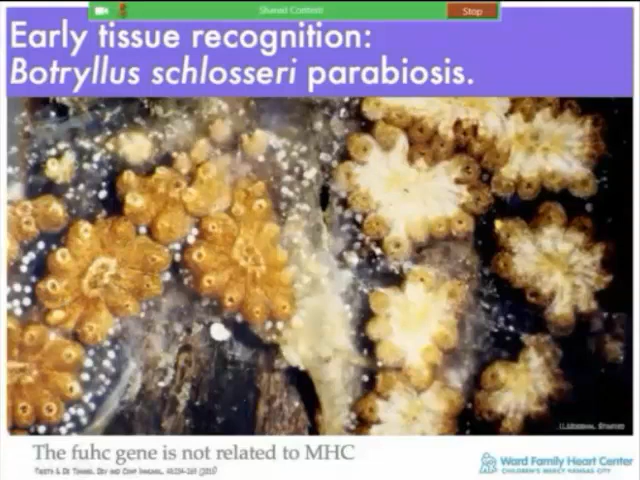 Shared Content
Stop
Early tissue recognition:
Botryllus schlosseri parabiosis.
The fuhc gene is not related to MHC
Ward Family Heart Center
CHILDREN'S MERCY KANSAS CITY